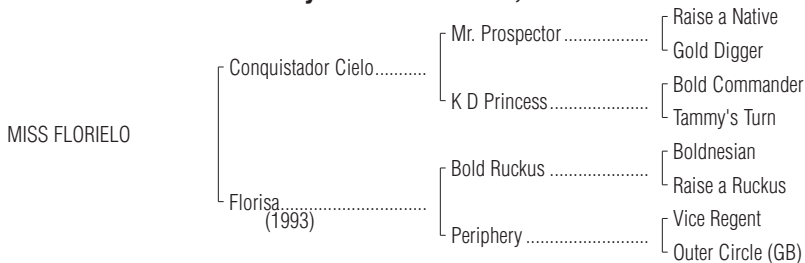 Raise a Native
Mr. Prospector..................
Gold Digger
Conquistador Cielo...........
Bold Commander
K D Princess.....................
Tammy's Turn
MISS FLORIELO
Boldnesian
Bold Ruckus .....................
Raise a Ruckus
Florisa..............................
(1993)
Vice Regent
Periphery .........................
Outer Circle (GB)